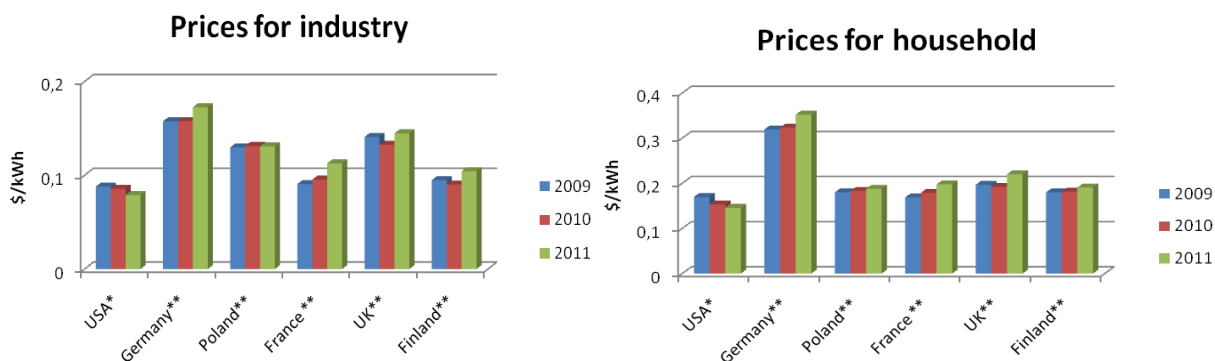 Prices for industry
0,2
0,1
0
$/kWh
USA*
Germany**
Poland**
France **
UK**
Finland**
2009
2010
2011
Prices for household
0,4
0,3
0,2
0,1
0
$/kWh
USA*
Germany**
Poland**
France**
UK**
Finland**
2009
2010
2011